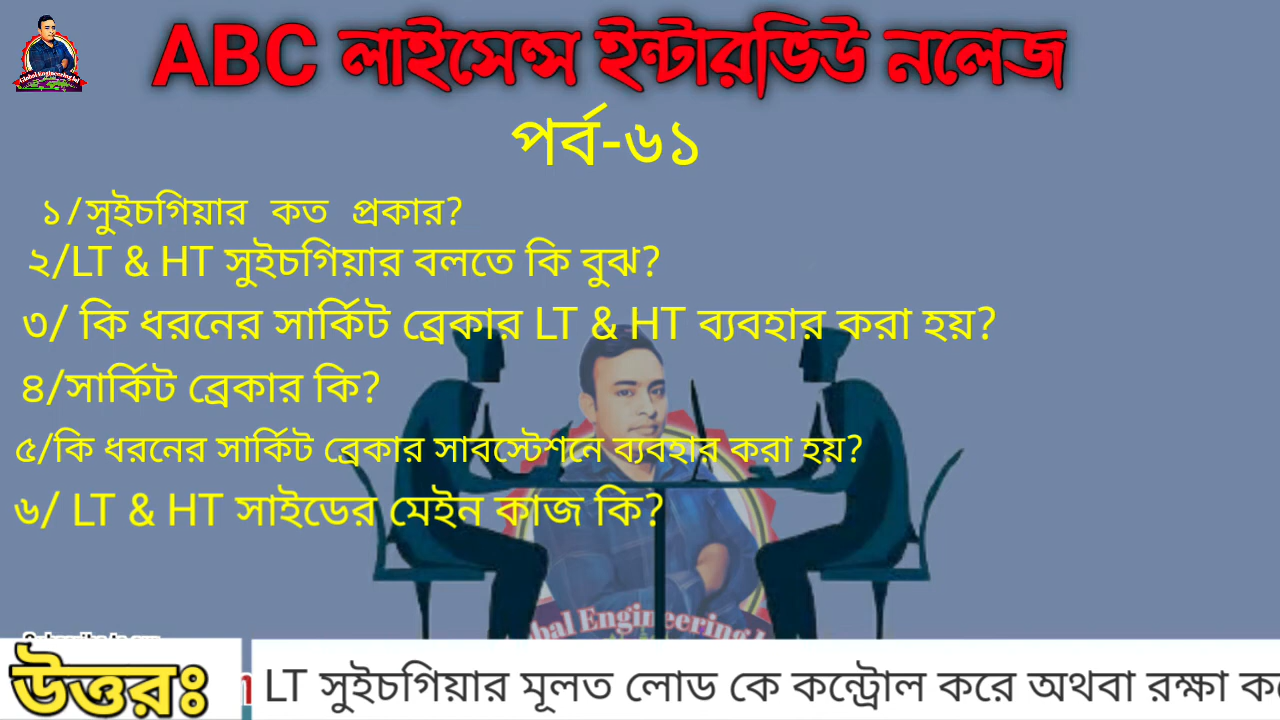 ABC লাইসেন্স ইন্টারভিউ নলেজ
পর্ব-৬১
১/সুইচগিয়ার কত প্রকার?
২/LT & HT সুইচগিয়ার বলতে কি বুঝ?
৩/ কি ধরনের সার্কিট ব্রেকার LT & HT ব্যবহার করা হয়?
৪/সার্কিট ব্রেকার কি?
৫/কি ধরনের সার্কিট ব্রেকার সাবস্টেশনে ব্যবহার করা হয়?
৬/ LT & HT সাইডের মেইন কাজ কি?
Engineering
উত্তরঃ
LT সুইচগিয়ার মূলত লোড কে কন্ট্রোল করে অথবা রক্ষা